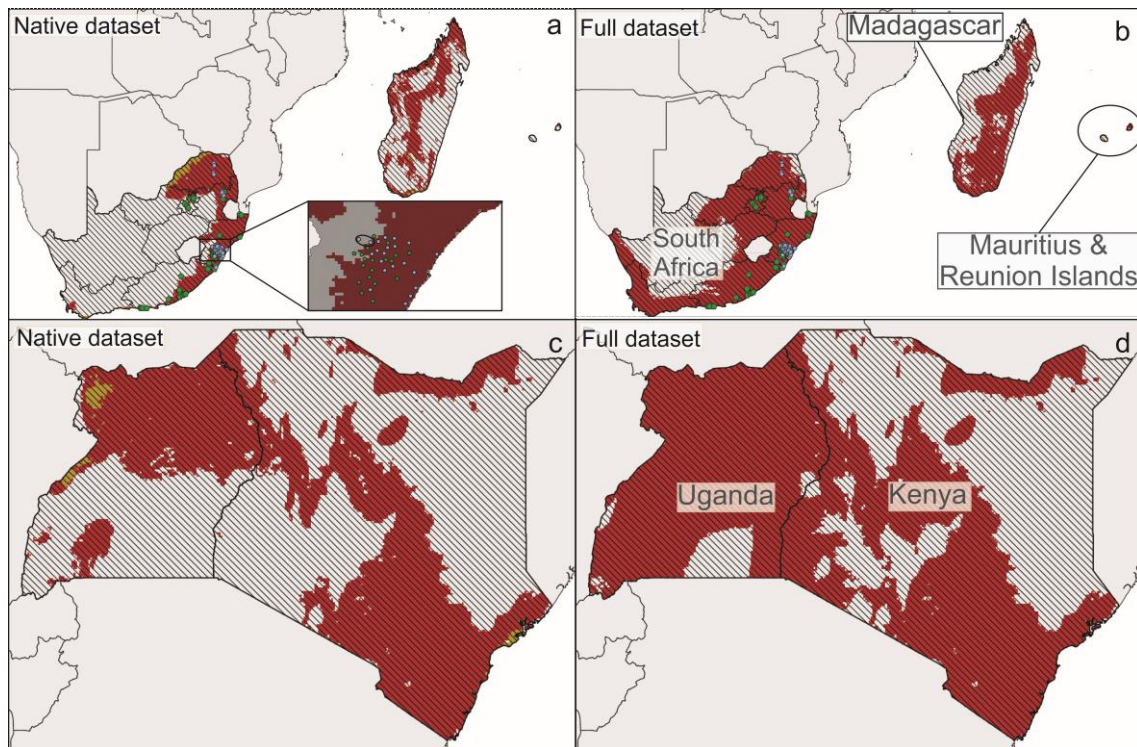 Native dataset
a
Full dataset
b
Madagascar
South
Africa
Mauritius &
Reunion Islands
Native dataset
c
Full dataset
d
Uganda
Kenya